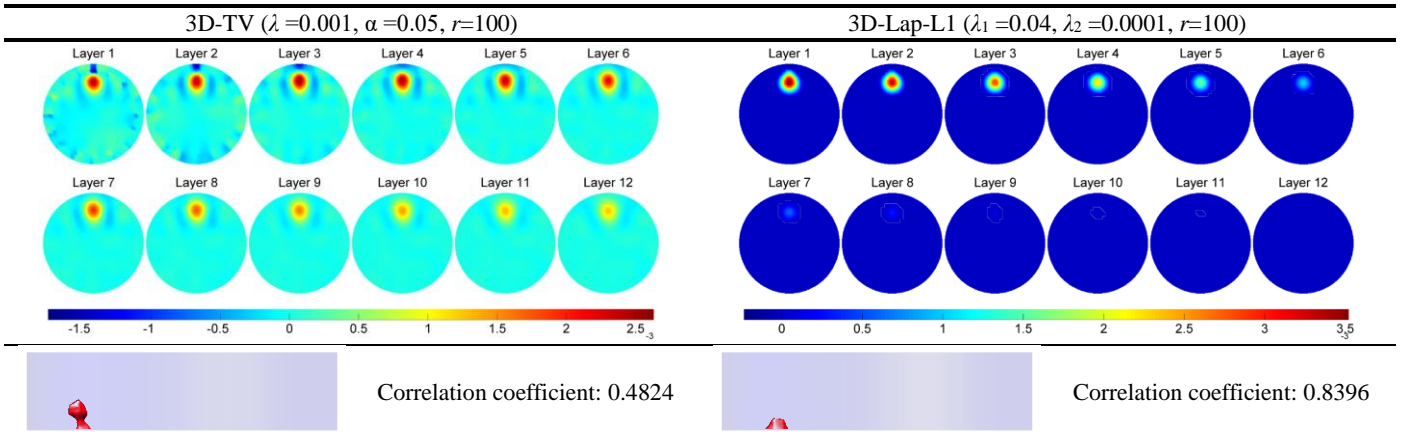 3D-TV (λ =0.001, α =0.05, r=100) 3D-Lap-L1 (λ1 =0.04, λ2 =0.0001, r=100)
Layer 1 Layer 2 Layer 3 Layer 4 Layer 5 Layer 6 Layer 1 Layer 2 Layer 3 Layer 4 Layer 5 Layer 6
Layer 7 Layer 8 Layer 9 Layer 10 Layer 11 Layer 12 Layer 7 Layer 8 Layer 9 Layer 10 Layer 11 Layer 12
-1.5 -1 -0.5 0 0.5 1 1.5 2 2.5 0 0.5 1 1.5 2 2.5 3 3.5
-3 -3
Correlation coefficient: 0.4824 Correlation coefficient: 0.8396